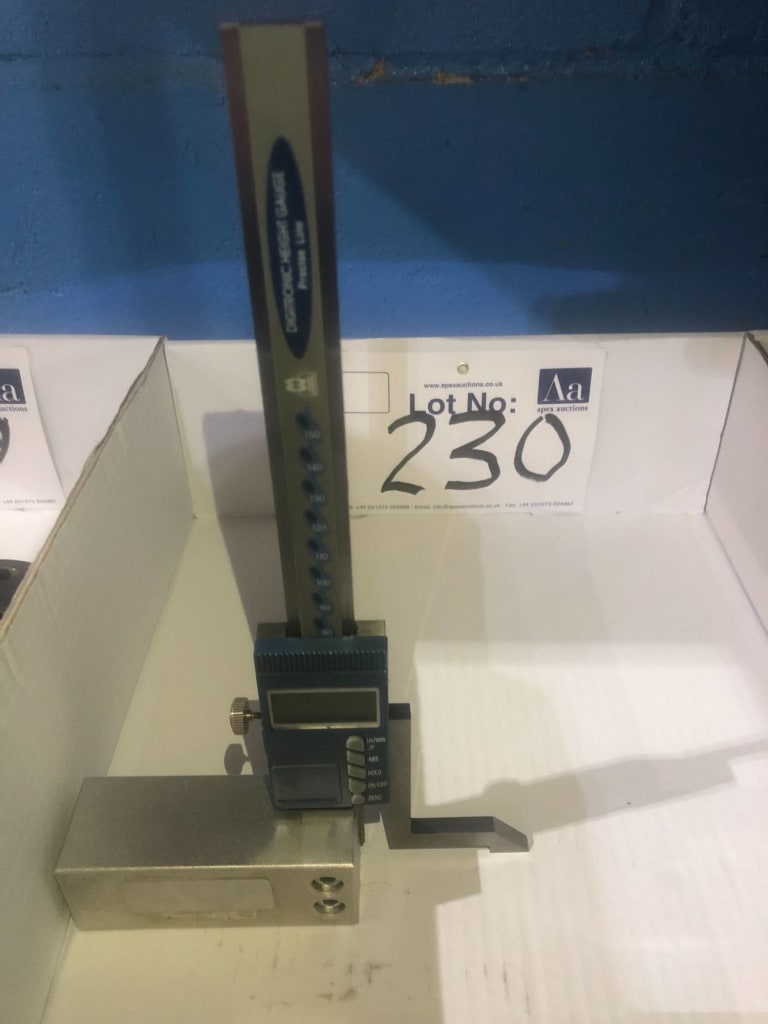 DIGITRONIC HEIGHT GAUGE
Precise Line
150
140
130
120
110
100
90
80
in/mm
/F
ABS
HOLD
ON/OFF
ZERO
www.apexauctions.co.uk
Lot No:
230
Aa
apex auctions
a
auctions